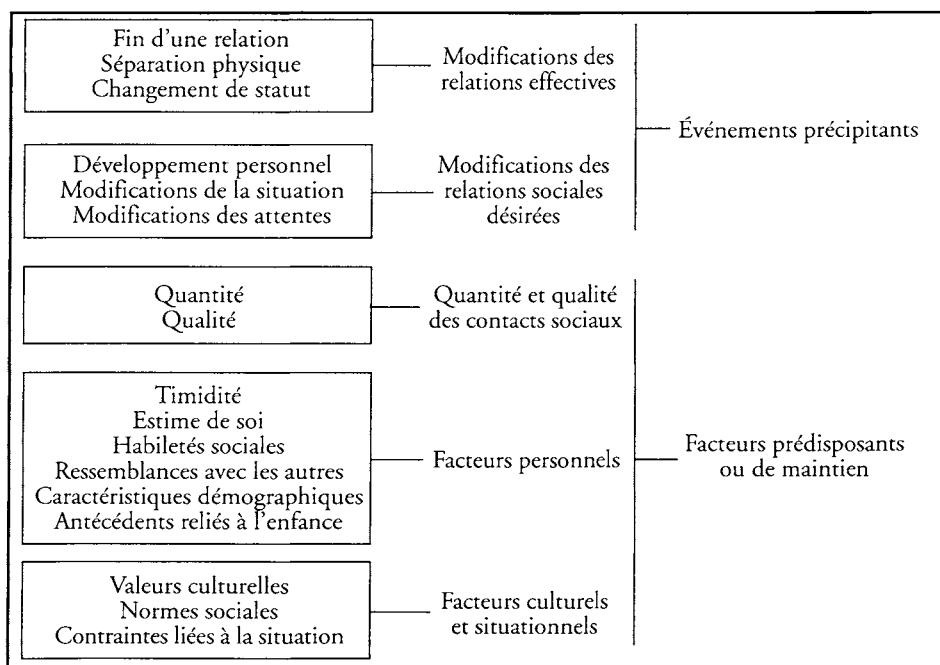 Fin d'une relation
Séparation physique
Changement de statut
Modifications des
relations effectives
Événements précipitants
Développement personnel
Modifications de la situation
Modifications des attentes
Modifications des
relations sociales
désirées
Quantité
Qualité
Quantité et qualité
des contacts sociaux
Timidité
Estime de soi
Habiletés sociales
Ressemblances avec les autres
Caractéristiques démographiques
Antécédents reliés à l'enfance
Facteurs personnels
Facteurs prédisposants
ou de maintien
Valeurs culturelles
Normes sociales
Contraintes liées à la situation
Facteurs culturels
et situationnels